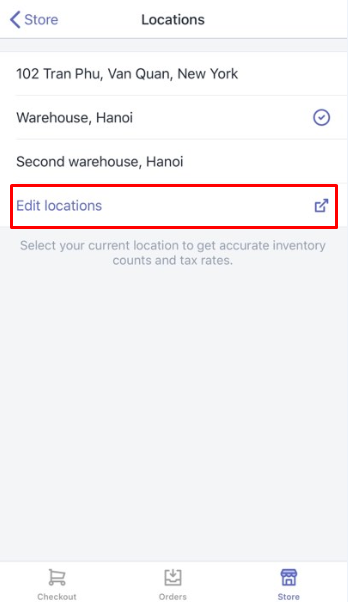 Store
Locations
102 Tran Phu, Van Quan, New York
Warehouse, Hanoi
Second warehouse, Hanoi
Edit locations
Select your current location to get accurate inventory
counts and tax rates.
Checkout
Orders
Store